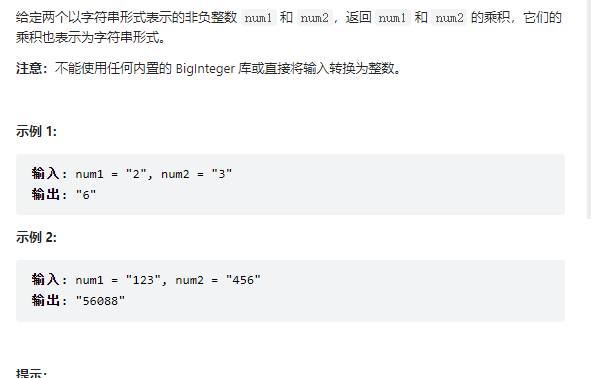 给定两个以字符串形式表示的非负整数 num1 和 num2，返回 num1 和 num2 的乘积，它们的
乘积也表示为字符串形式。
注意：不能使用任何内置的 BigInteger 库或直接将输入转换为整数。
示例 1:
输入: num1 = "2", num2 = "3"
输出: "6"
示例 2:
输入: num1 = "123", num2 = "456"
输出: "56088"
提示：